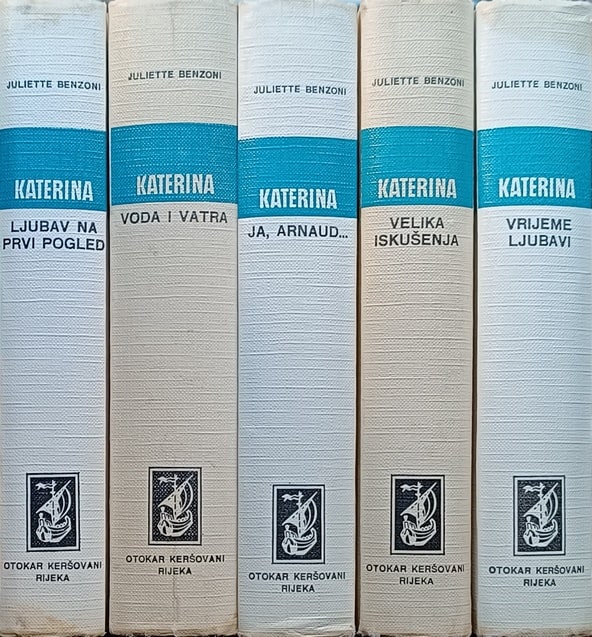 JULIETTE BENZONI
KATERINA
LJUBAV NA
PRVI POGLED
OTOKAR KERŠOVANI
RIJEKA
JULIETTE BENZONI
KATERINA
VODA I VATRA
OTOKAR KERŠOVANI
RIJEKA
JULIETTE BENZONI
KATERINA
JA, ARNAUD...
OTOKAR KERŠOVANI
RIJEKA
JULIETTE BENZONI
KATERINA
VELIKA
ISKUŠENJA
OTOKAR KERŠOVANI
RIJEKA
JULIETTE BENZONI
KATERINA
VRIJEME
LJUBAVI
OTOKAR KERŠOVANI
RIJEKA